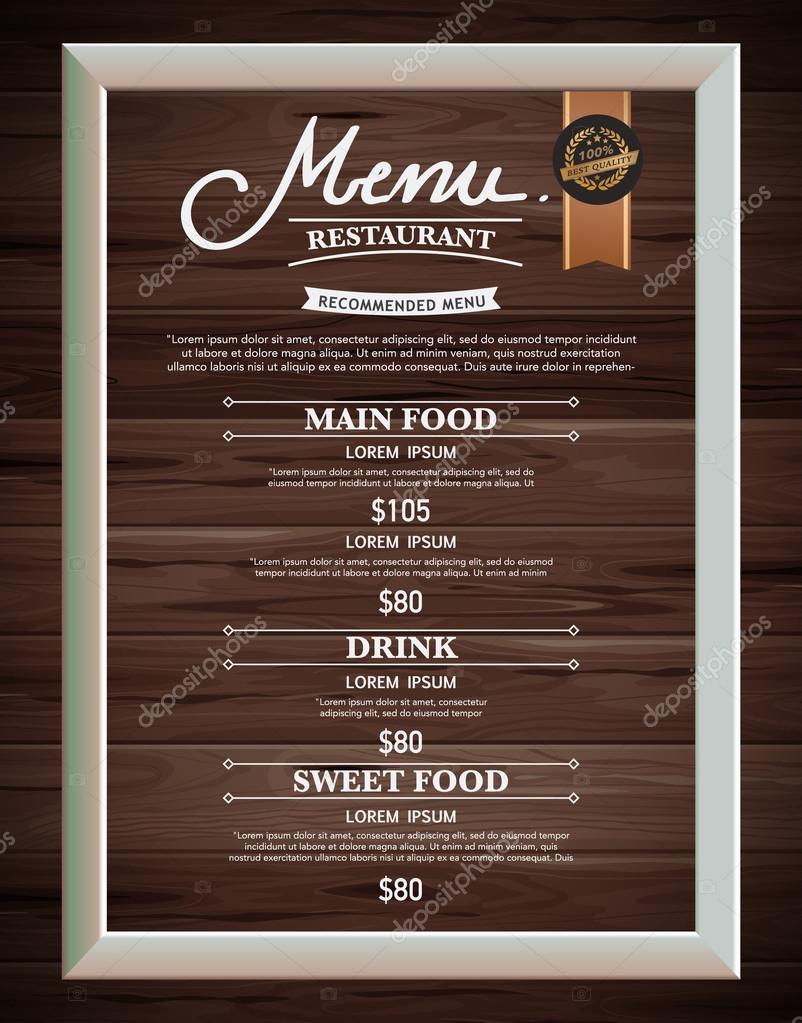 Menu.
RESTAURANT
100%
BEST QUALITY
RECOMMENDED MENU
"Lorem ipsum dolor sit amet, consectetur adipiscing elit, sed do eiusmod tempor incididunt
ut labore et dolore magna aliqua. Ut enim ad minim veniam, quis nostrud exercitation
ullamco laboris nisi ut aliquip ex ea commodo consequat. Duis aute irure dolor in reprehen-
MAIN FOOD
LOREM IPSUM
"Lorem ipsum dolor sit amet, consectetur adipiscing elit, sed do
eiusmod tempor incididunt ut labore et dolore magna aliqua. Ut
$105
LOREM IPSUM
"Lorem ipsum dolor sit amet, consectetur adipiscing elit, sed do eiusmod
tempor incididunt ut labore et dolore magna aliqua. Ut enim ad minim
$80
DRINK
LOREM IPSUM
"Lorem ipsum dolor sit amet, consectetur
adipiscing elit, sed do eiusmod tempor
$80
SWEET FOOD
LOREM IPSUM
"Lorem ipsum dolor sit amet, consectetur adipiscing elit, sed do eiusmod tempor
incididunt ut labore et dolore magna aliqua. Ut enim ad minim veniam, quis
nostrud exercitation ullamco laboris nisi ut aliquip ex ea commodo consequat. Duis
$80
depositphotos
depositphotos
depositphotos
depositphotos
depositphotos
depositphotos
depositphotos
depositphotos